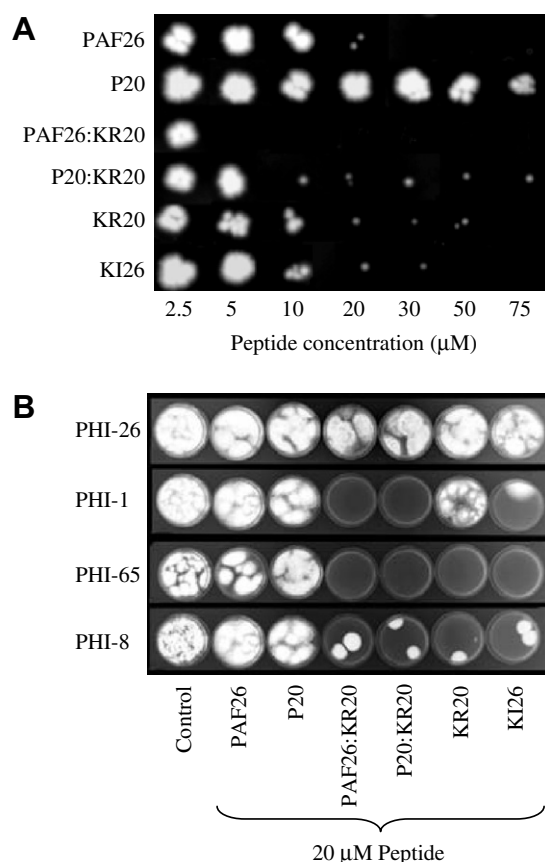 A
PAF26
P20
PAF26:KR20
P20:KR20
KR20
KI26
2.5 5 10 20 30 50 75
Peptide concentration (µM)
B
PHI-26
PHI-1
PHI-65
PHI-8
Control
PAF26
P20
PAF26:KR20
P20:KR20
KR20
KI26
20 µM Peptide